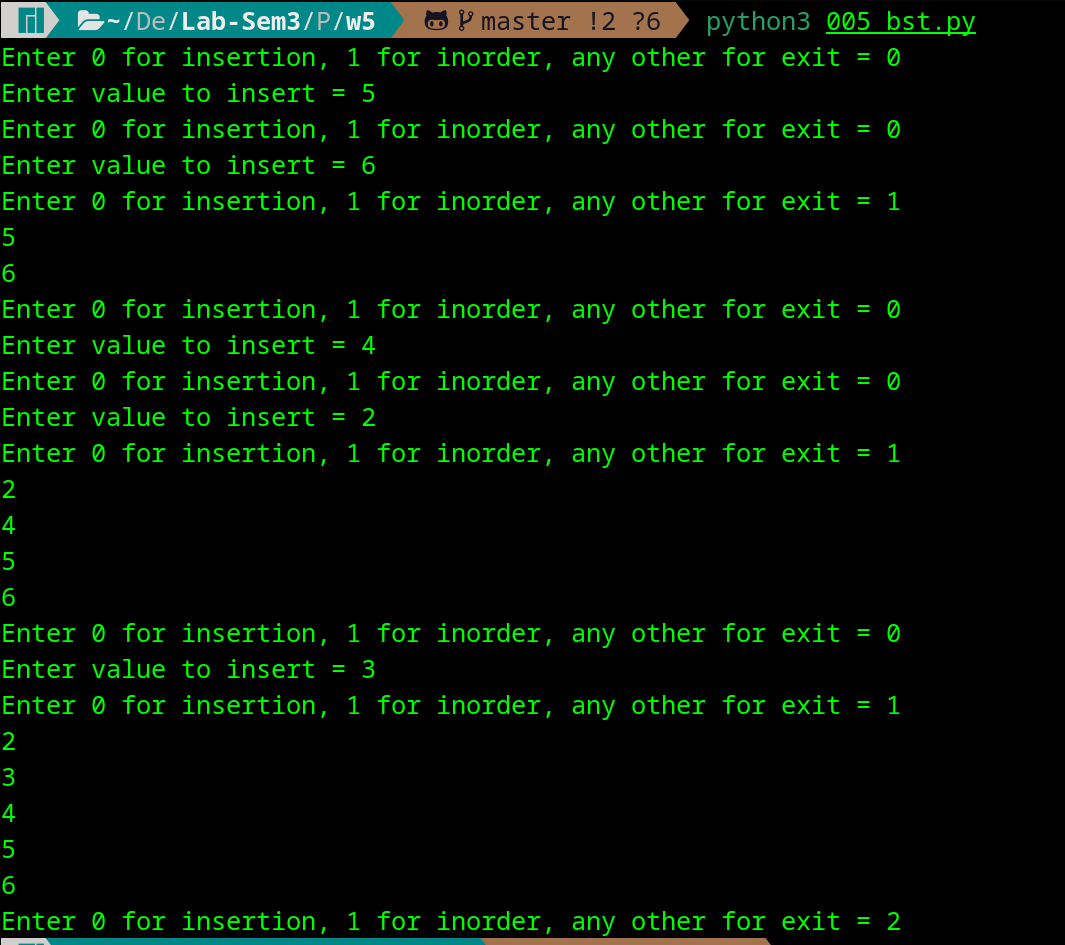 ~/De/Lab-Sem3/P/w5 master !2 ?6 python3 005 bst.py
Enter 0 for insertion, 1 for inorder, any other for exit = 0
Enter value to insert = 5
Enter 0 for insertion, 1 for inorder, any other for exit = 0
Enter value to insert = 6
Enter 0 for insertion, 1 for inorder, any other for exit = 1
5
6
Enter 0 for insertion, 1 for inorder, any other for exit = 0
Enter value to insert = 4
Enter 0 for insertion, 1 for inorder, any other for exit = 0
Enter value to insert = 2
Enter 0 for insertion, 1 for inorder, any other for exit = 1
2
4
5
6
Enter 0 for insertion, 1 for inorder, any other for exit = 0
Enter value to insert = 3
Enter 0 for insertion, 1 for inorder, any other for exit = 1
2
3
4
5
6
Enter 0 for insertion, 1 for inorder, any other for exit = 2